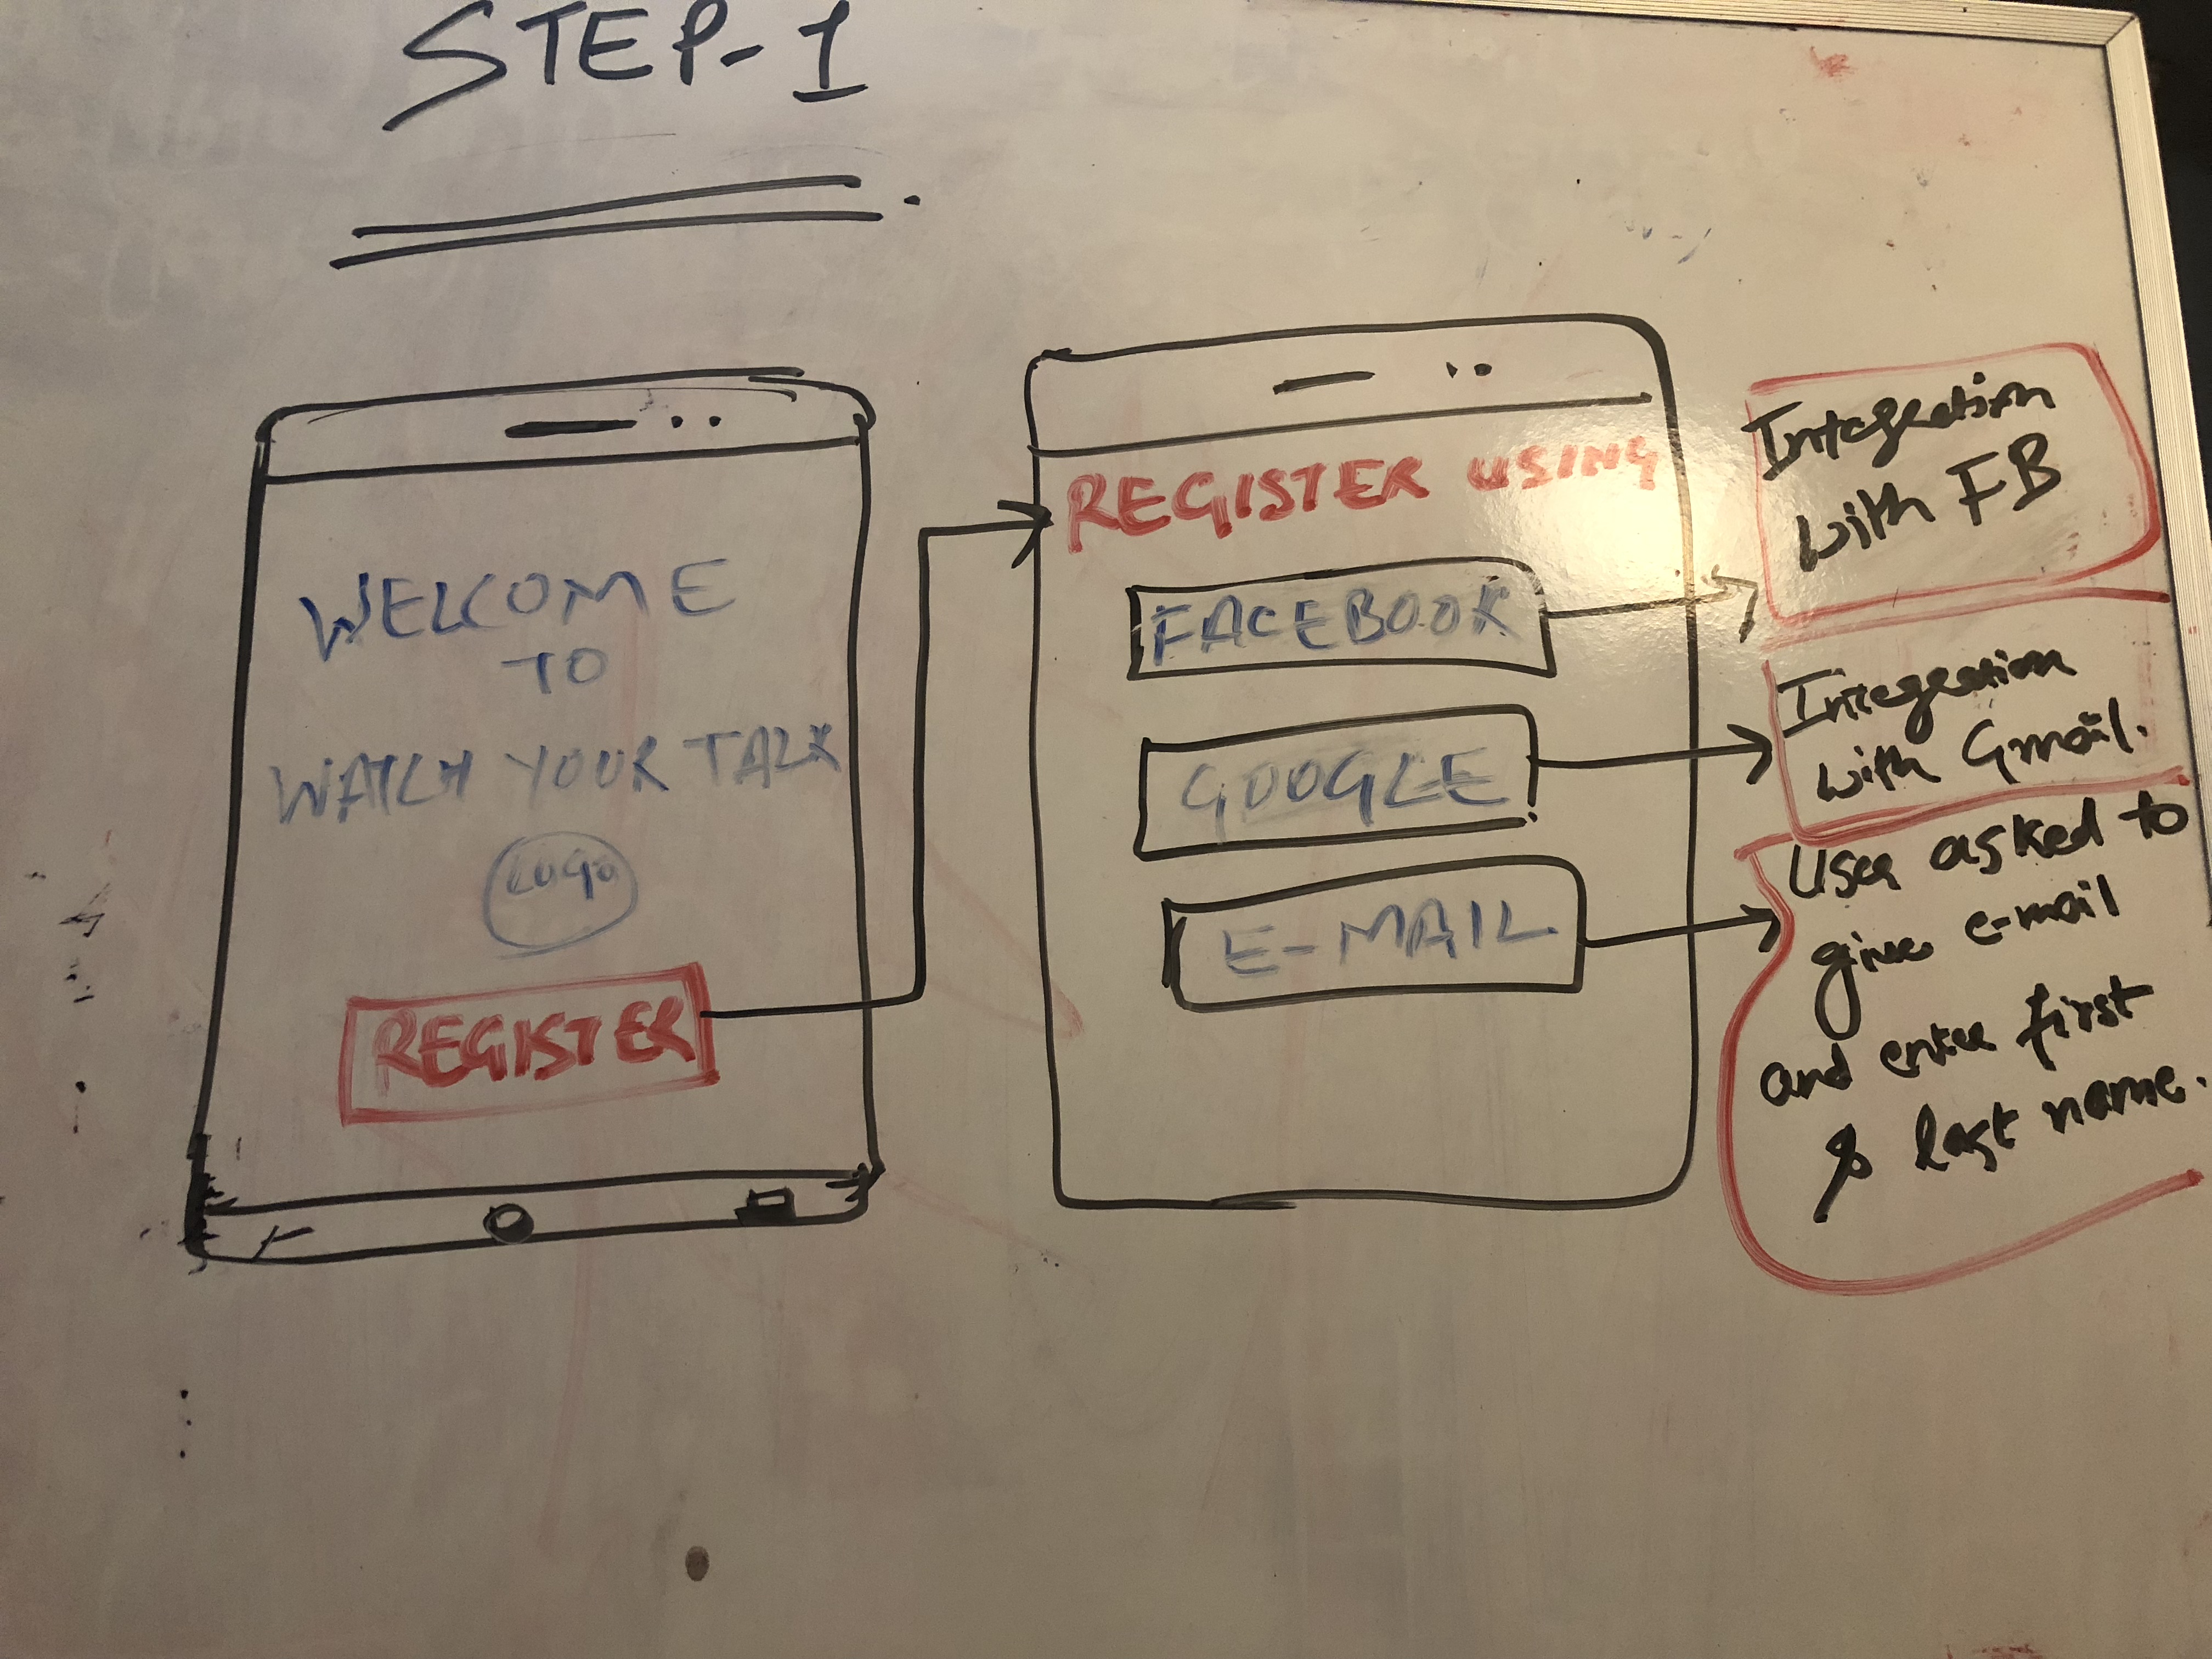 STEP-1
WELCOME
TO
WATCH YOUR TALK
LOGO
REGISTER
REGISTER USING
FACEBOOK
GOOGLE
E-MAIL
Integration
with FB
Integration
with Gmail.
User asked to
give e-mail
and enter first
& last name.